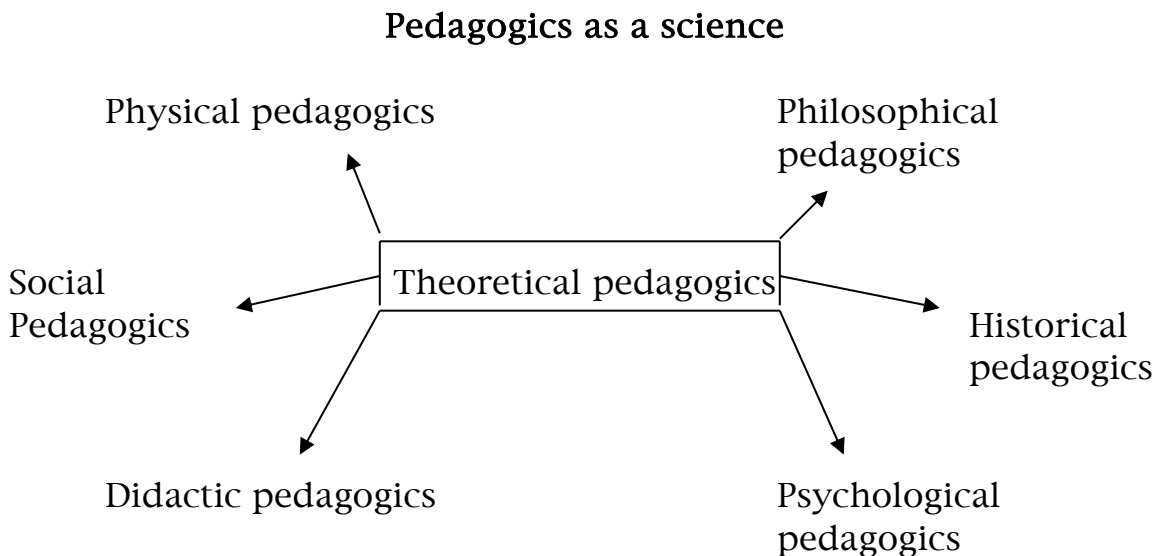 Pedagogics as a science
Physical pedagogics
Philosophical
pedagogics
Theoretical pedagogics
Social
Pedagogics
Historical
pedagogics
Didactic pedagogics
Psychological
pedagogics